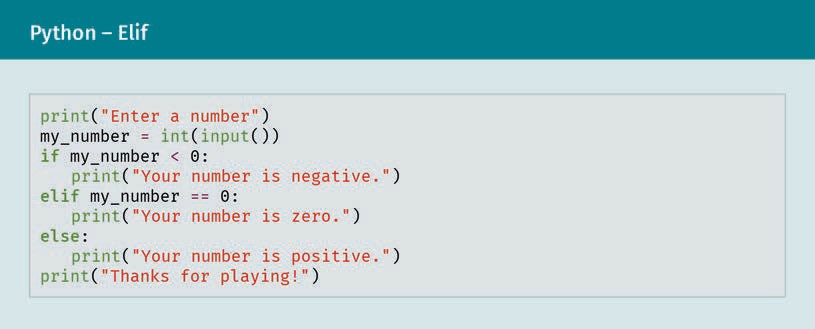 Python – Elif
print("Enter a number")
my_number = int(input())
if my_number < 0:
   print("Your number is negative.")
elif my_number == 0:
   print("Your number is zero.")
else:
   print("Your number is positive.")
print("Thanks for playing!")